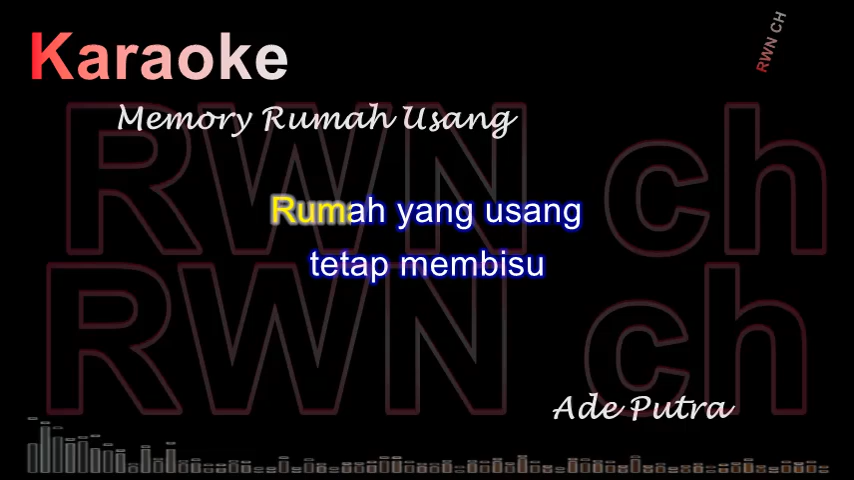 Karaoke
RWN CH
Memory Rumah Usang
RWN ch
Rumah yang usang
tetap membisu
RWN ch
Ade Putra